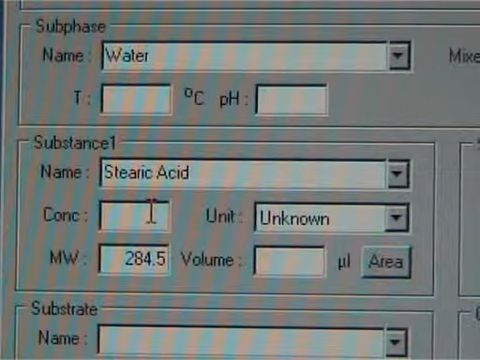 Subphase
Name : Water Mixe
T : °C pH :
Substance1
Name : Stearic Acid
Conc : Unit : Unknown
MW : 284.5 Volume : µl Area
Substrate
Name :